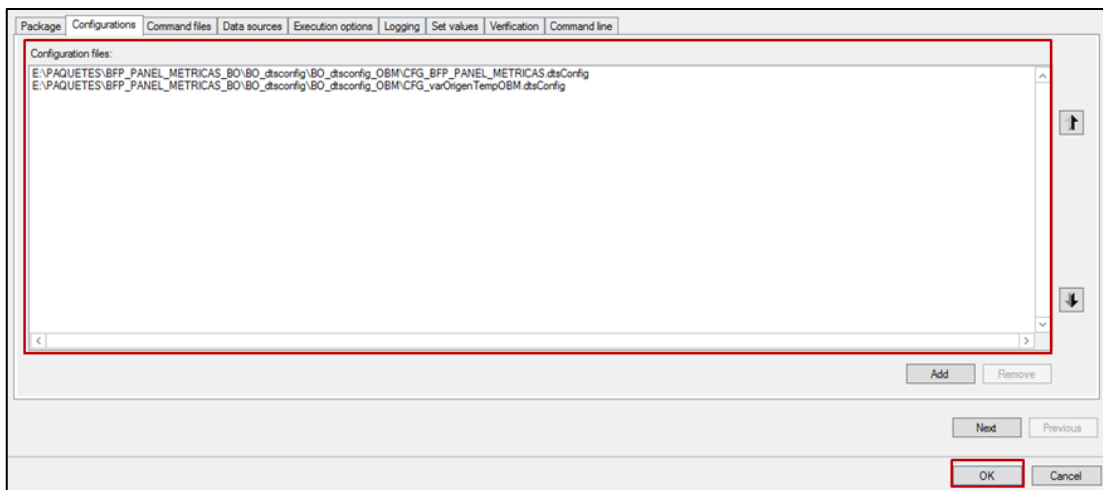 Package Configurations Command files Data sources Execution options Logging Set values Verification Command line
Configuration files:
E:\PAQUETES\BFP_PANEL_METRICAS_BO\BO_dtsconfig\BO_dtsconfig_OBM\CFG_BFP_PANEL_METRICAS.dtsConfig
E:\PAQUETES\BFP_PANEL_METRICAS_BO\BO_dtsconfig\BO_dtsconfig_OBM\CFG_varOrigenTempOBM.dtsConfig
Add Remove
Next Previous
OK Cancel